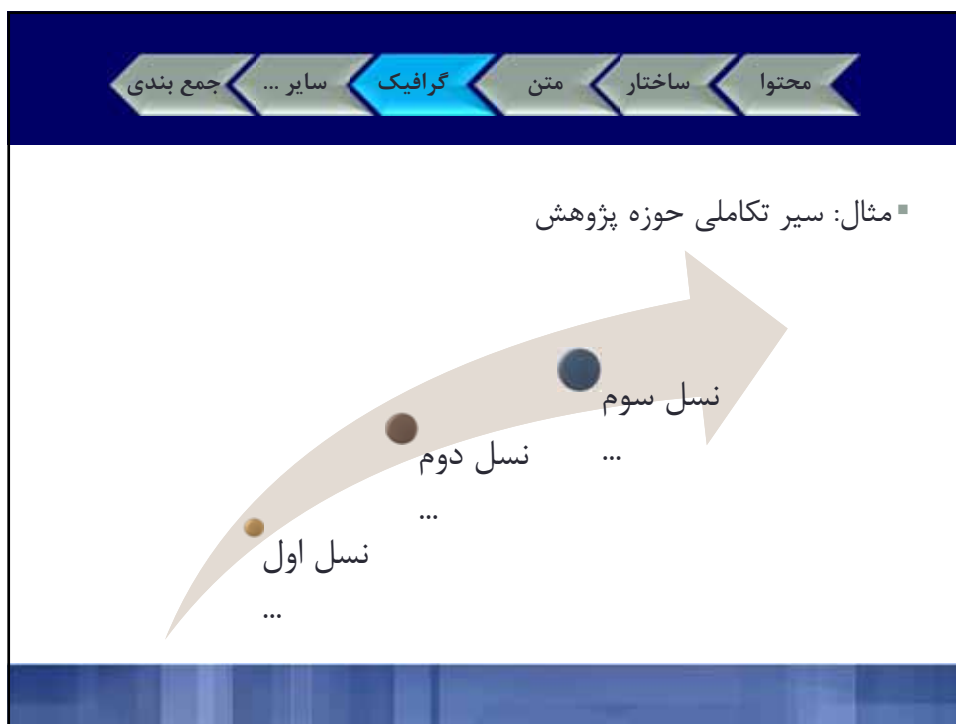 محتوا
ساختار
متن
گرافیک
سایر ...
جمع بندی
مثال: سیر تکاملی حوزه پژوهش
نسل سوم
...
نسل دوم
...
نسل اول
...